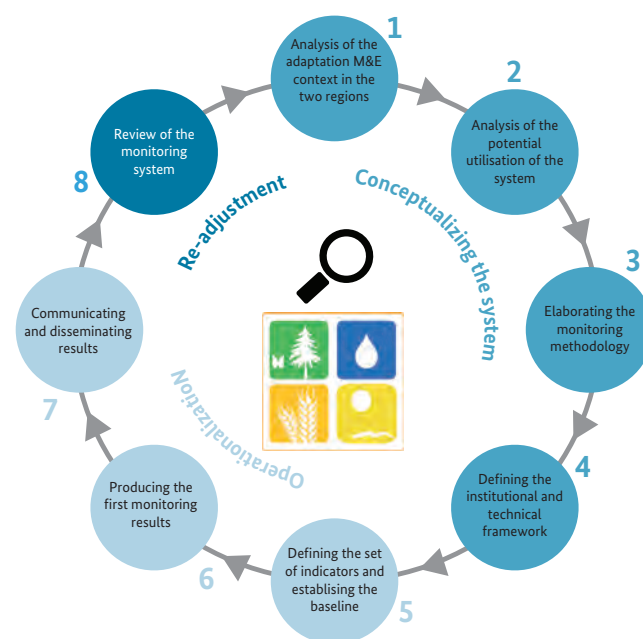 1
Analysis of the
adaptation M&E
context in the
two regions
2
Analysis of the
potential
utilisation of the
system
3
Elaborating the
monitoring
methodology
4
Defining the
institutional and
technical
framework
5
Defining the set
of indicators and
establising the
baseline
6
Producing the
first monitoring
results
7
Communicating
and disseminating
results
8
Review of the
monitoring
system
Re-adjustment
Conceptualizing the system
Operationalization